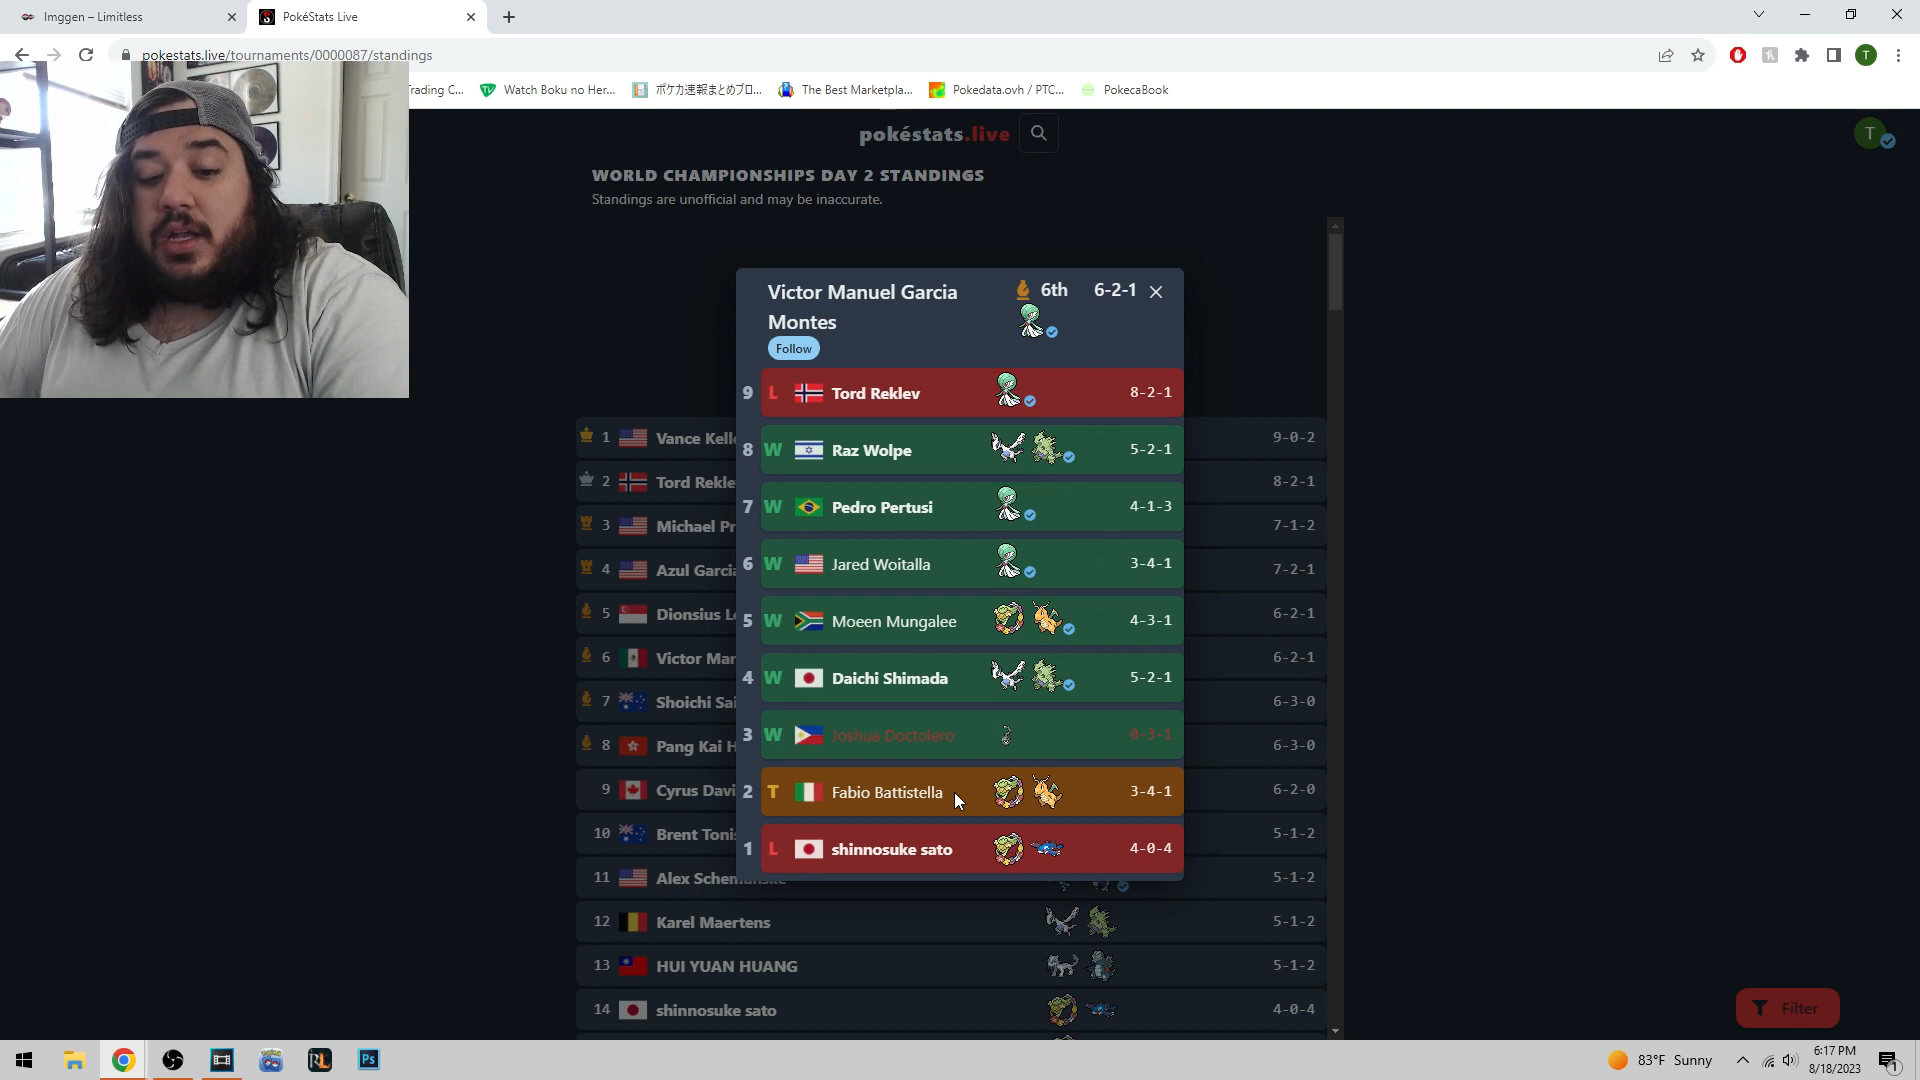 Imggen – Limitless
PokéStats Live
pokestats.live/tournaments/0000087/standings
T
Trading C...
Watch Boku no Her...
ポケカ速報まとめブロ...
The Best Marketpla...
Pokedata.ovh / PTC...
PokecaBook
pokéstats.live
T
WORLD CHAMPIONSHIPS DAY 2 STANDINGS
Standings are unofficial and may be inaccurate.
Victor Manuel Garcia Montes
6th 6-2-1
Follow
9 L Tord Reklev 8-2-1
8 W Raz Wolpe 5-2-1
7 W Pedro Pertusi 4-1-3
6 W Jared Woitalla 3-4-1
5 W Moeen Mungalee 4-3-1
4 W Daichi Shimada 5-2-1
3 W Joshua Doctolero 0-3-1
2 T Fabio Battistella 3-4-1
1 L shinnosuke sato 4-0-4
1 Vance Kell 9-0-2
2 Tord Rekle 8-2-1
3 Michael Pr 7-1-2
4 Azul Garcia 7-2-1
5 Dionsius L 6-2-1
6 Victor Mar 6-2-1
7 Shoichi Sai 6-3-0
8 Pang Kai H 6-3-0
9 Cyrus Davi 6-2-0
10 Brent Toni 5-1-2
11 Alex Schemanske 5-1-2
12 Karel Maertens 5-1-2
13 HUI YUAN HUANG 5-1-2
14 shinnosuke sato 4-0-4
Filter
RL
Ps
83°F Sunny
6:17 PM
8/18/2023
1